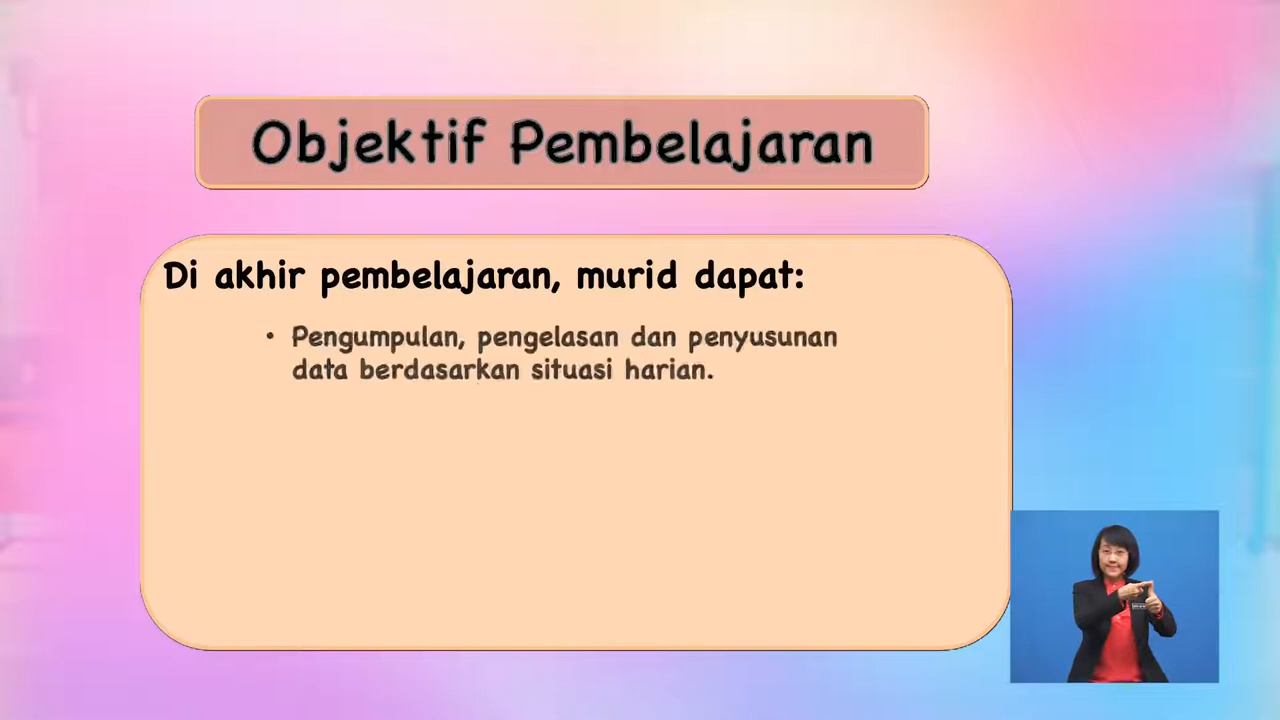 Objektif Pembelajaran
Di akhir pembelajaran, murid dapat:
• Pengumpulan, pengelasan dan penyusunan
data berdasarkan situasi harian.